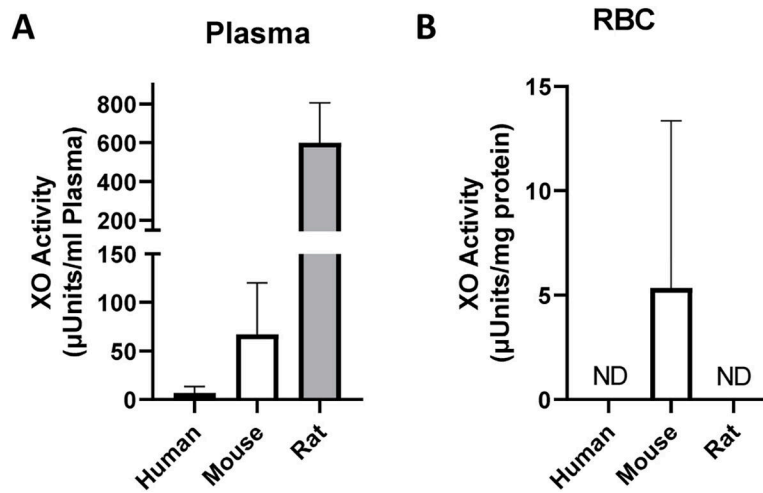 A
Plasma
XO Activity
(µUnits/ml Plasma)
800
600
400
200
150
100
50
0
Human
Mouse
Rat
B
RBC
XO Activity
(µUnits/mg protein)
15
10
5
0
ND
ND
Human
Mouse
Rat